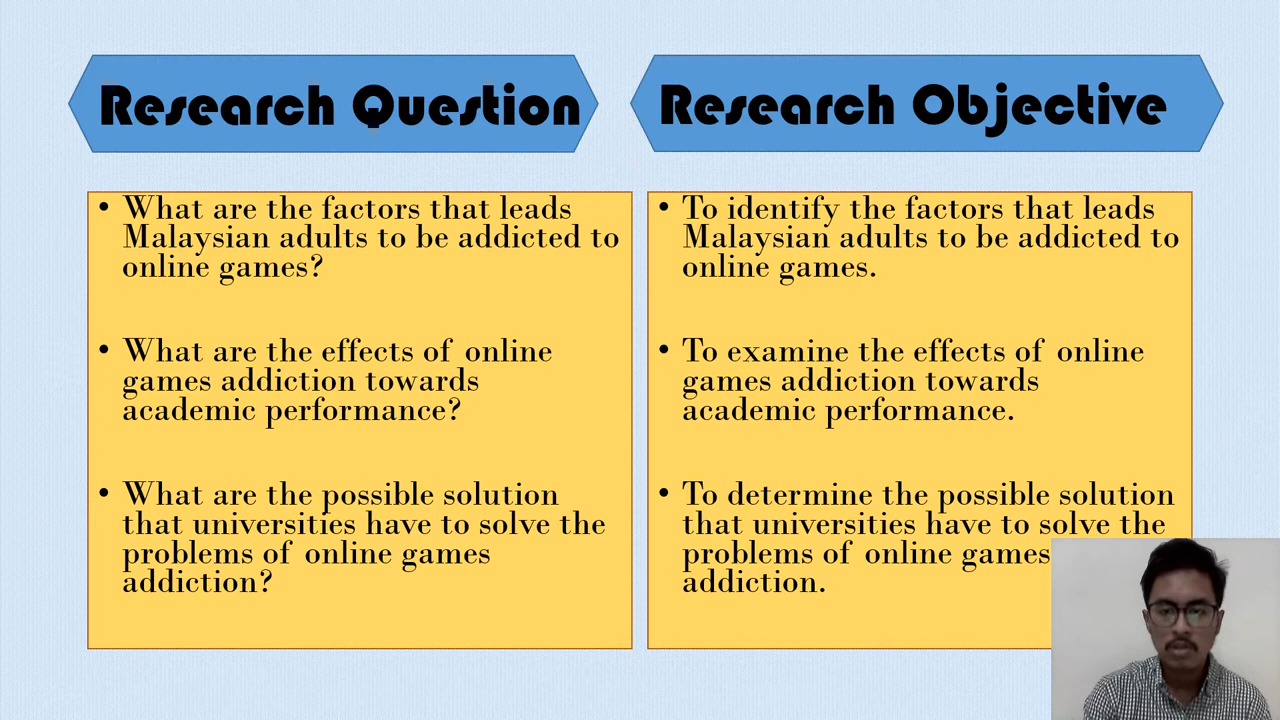 Research Question
• What are the factors that leads
Malaysian adults to be addicted to
online games?
• What are the effects of online
games addiction towards
academic performance?
• What are the possible solution
that universities have to solve the
problems of online games
addiction?
Research Objective
• To identify the factors that leads
Malaysian adults to be addicted to
online games.
• To examine the effects of online
games addiction towards
academic performance.
• To determine the possible solution
that universities have to solve the
problems of online games
addiction.